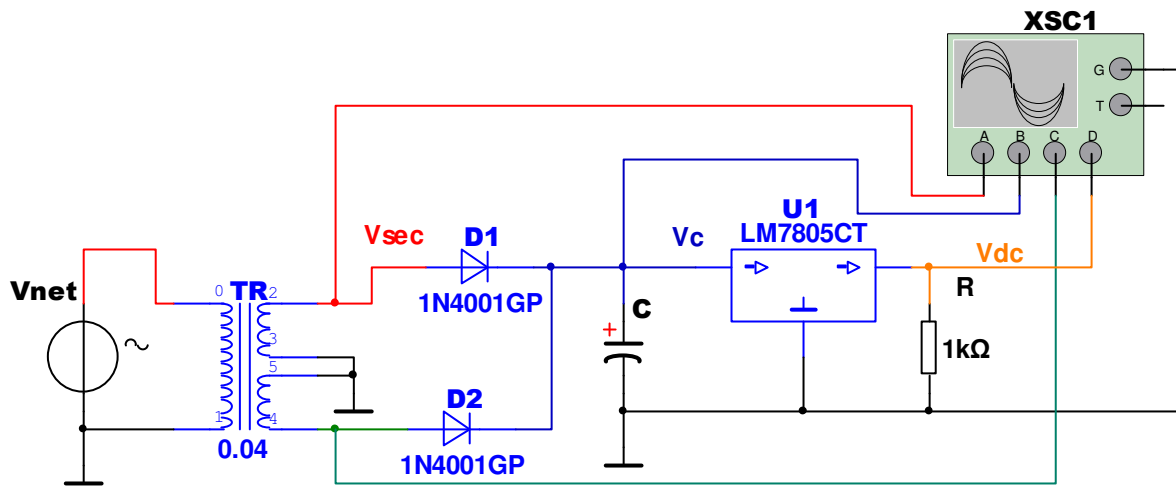 XSC1
G
T
A B C D
U1
LM7805CT
Vsec
D1
Vc
Vdc
Vnet
0 TR 2
1N4001GP
C
R
+
3
~
1kΩ
5
D2
1 4
0.04
1N4001GP